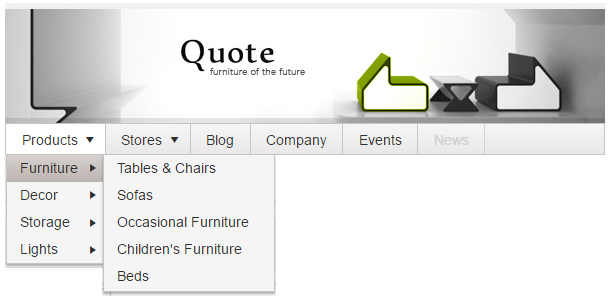 Quote
furniture of the future
Products Stores Blog Company Events News
Furniture Tables & Chairs
Decor Sofas
Storage Occasional Furniture
Lights Children's Furniture
Beds